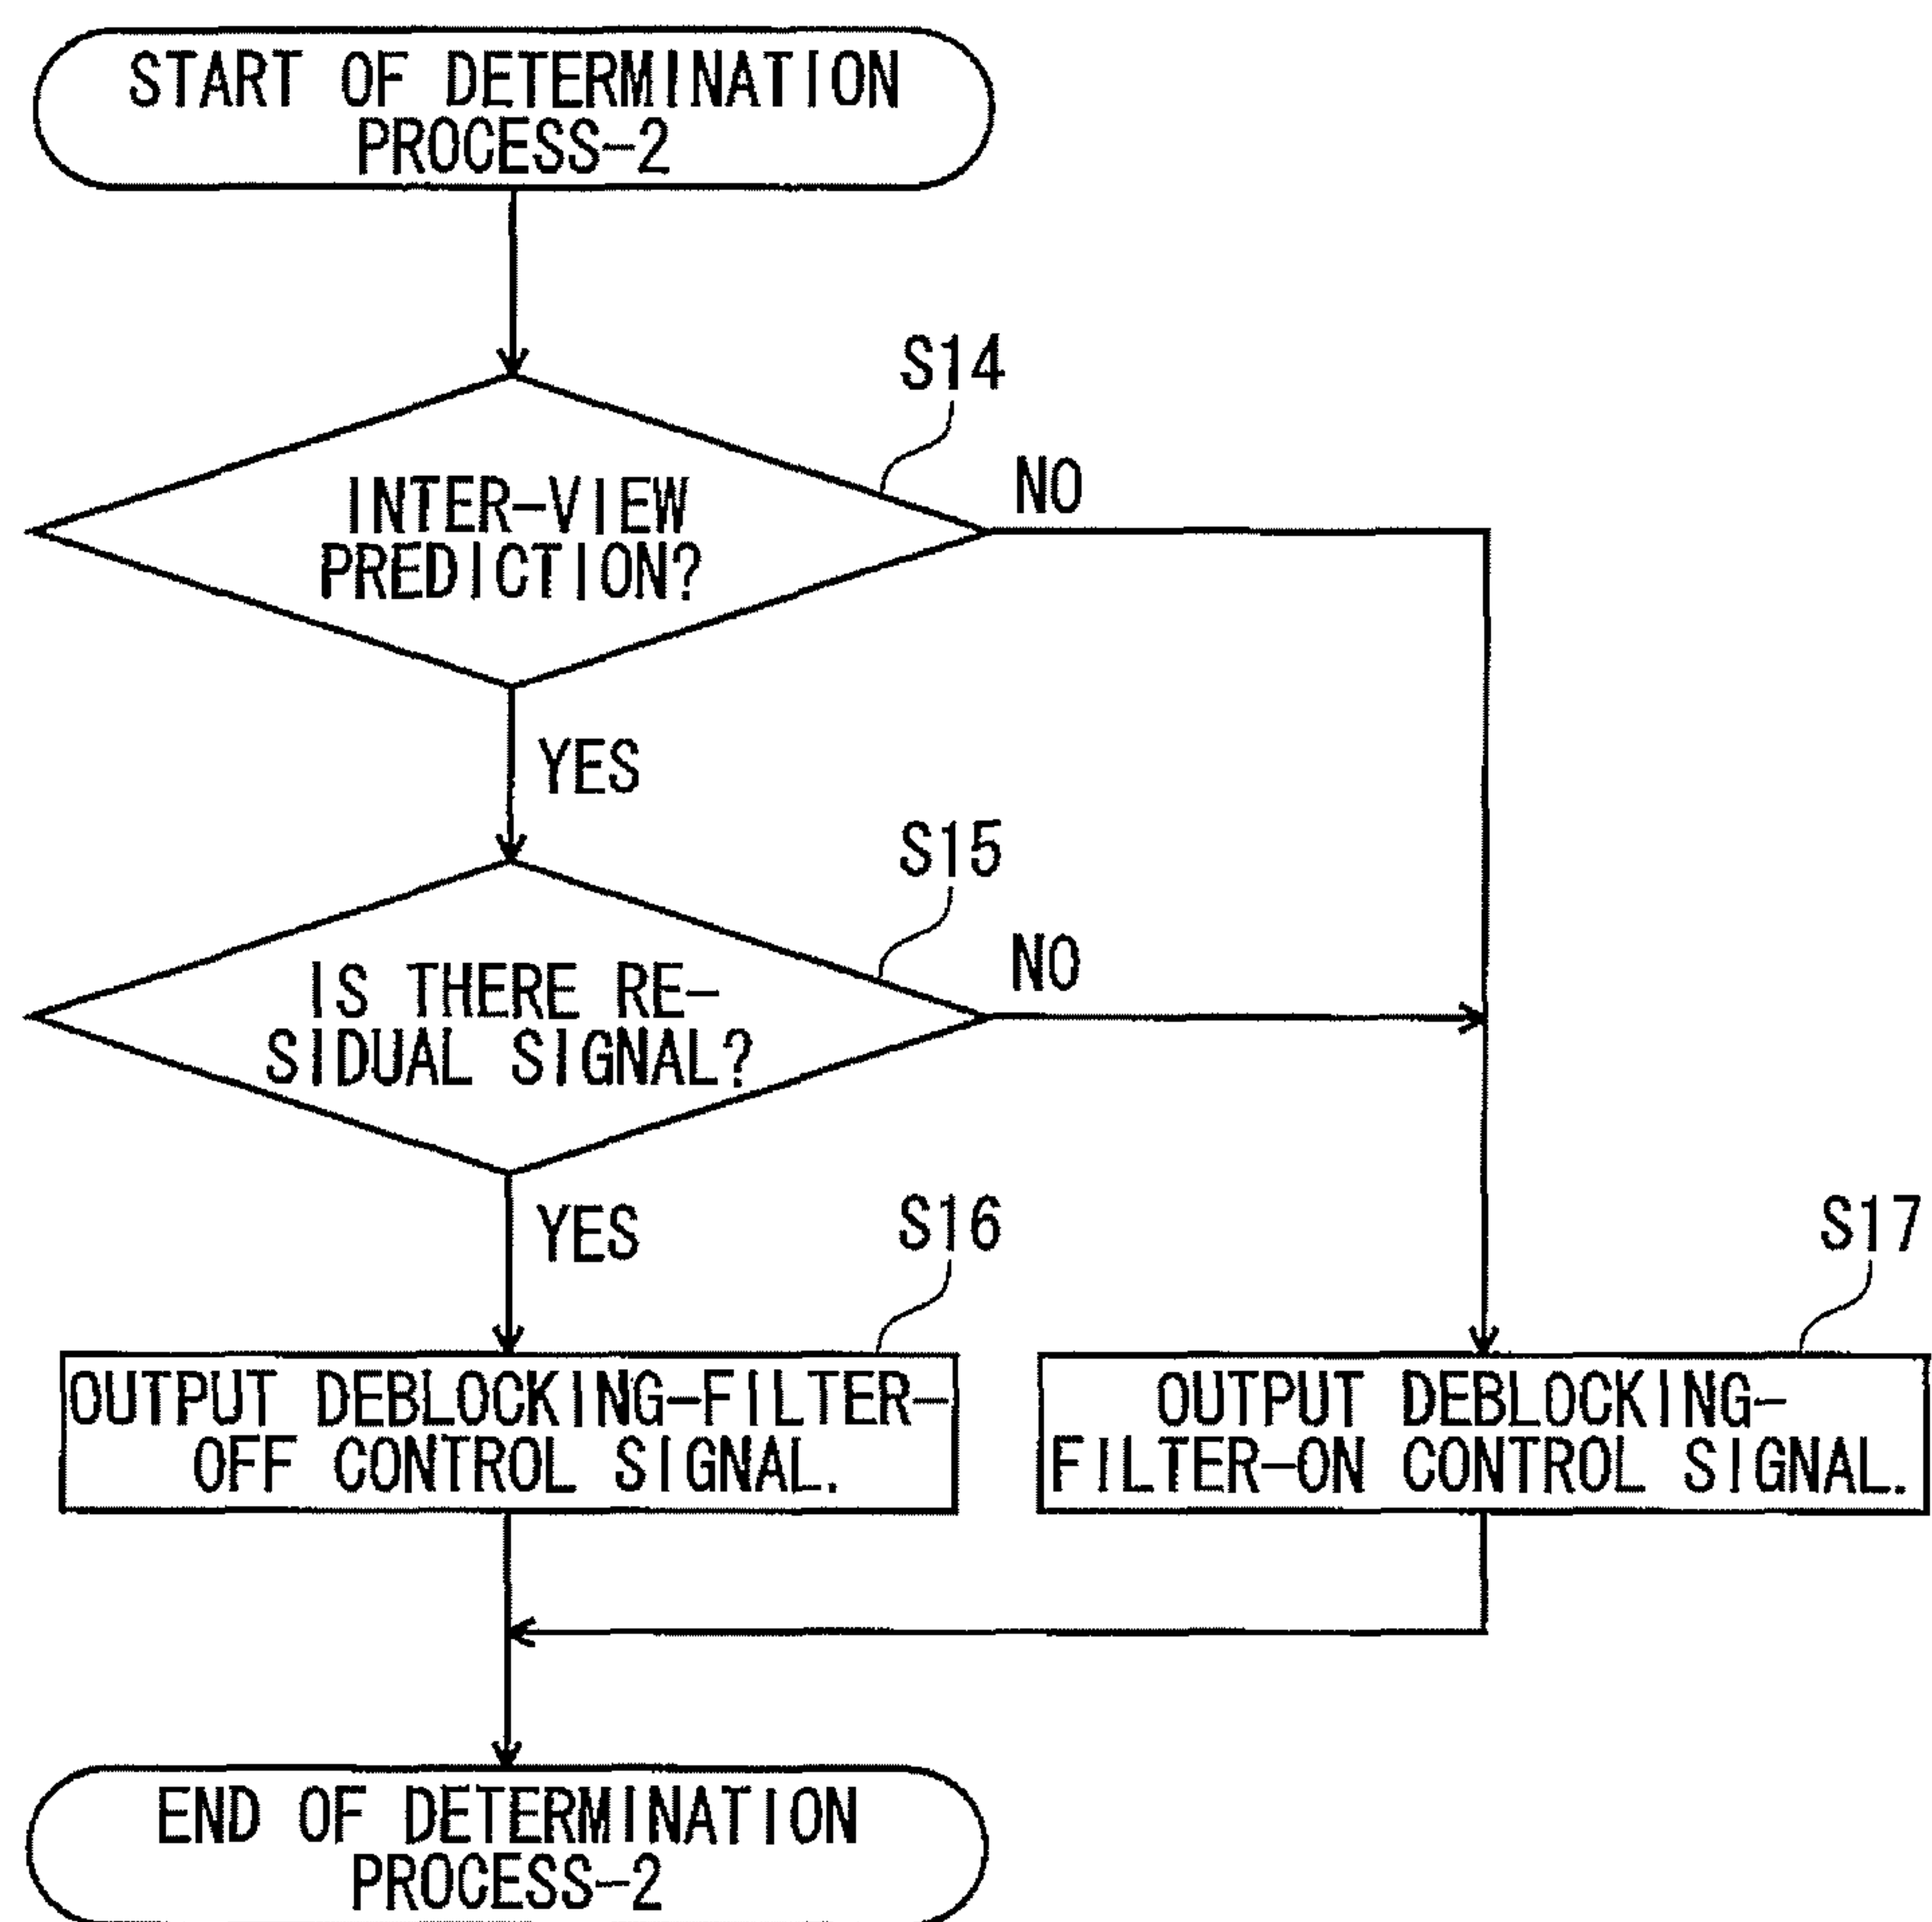 START OF DETERMINATION
PROCESS-2
S14
INTER-VIEW
PREDICTION?
NO
YES
S15
IS THERE RE-
SIDUAL SIGNAL?
NO
YES
S16
S17
OUTPUT DEBLOCKING-FILTER-
OFF CONTROL SIGNAL.
OUTPUT DEBLOCKING-
FILTER-ON CONTROL SIGNAL.
END OF DETERMINATION
PROCESS-2